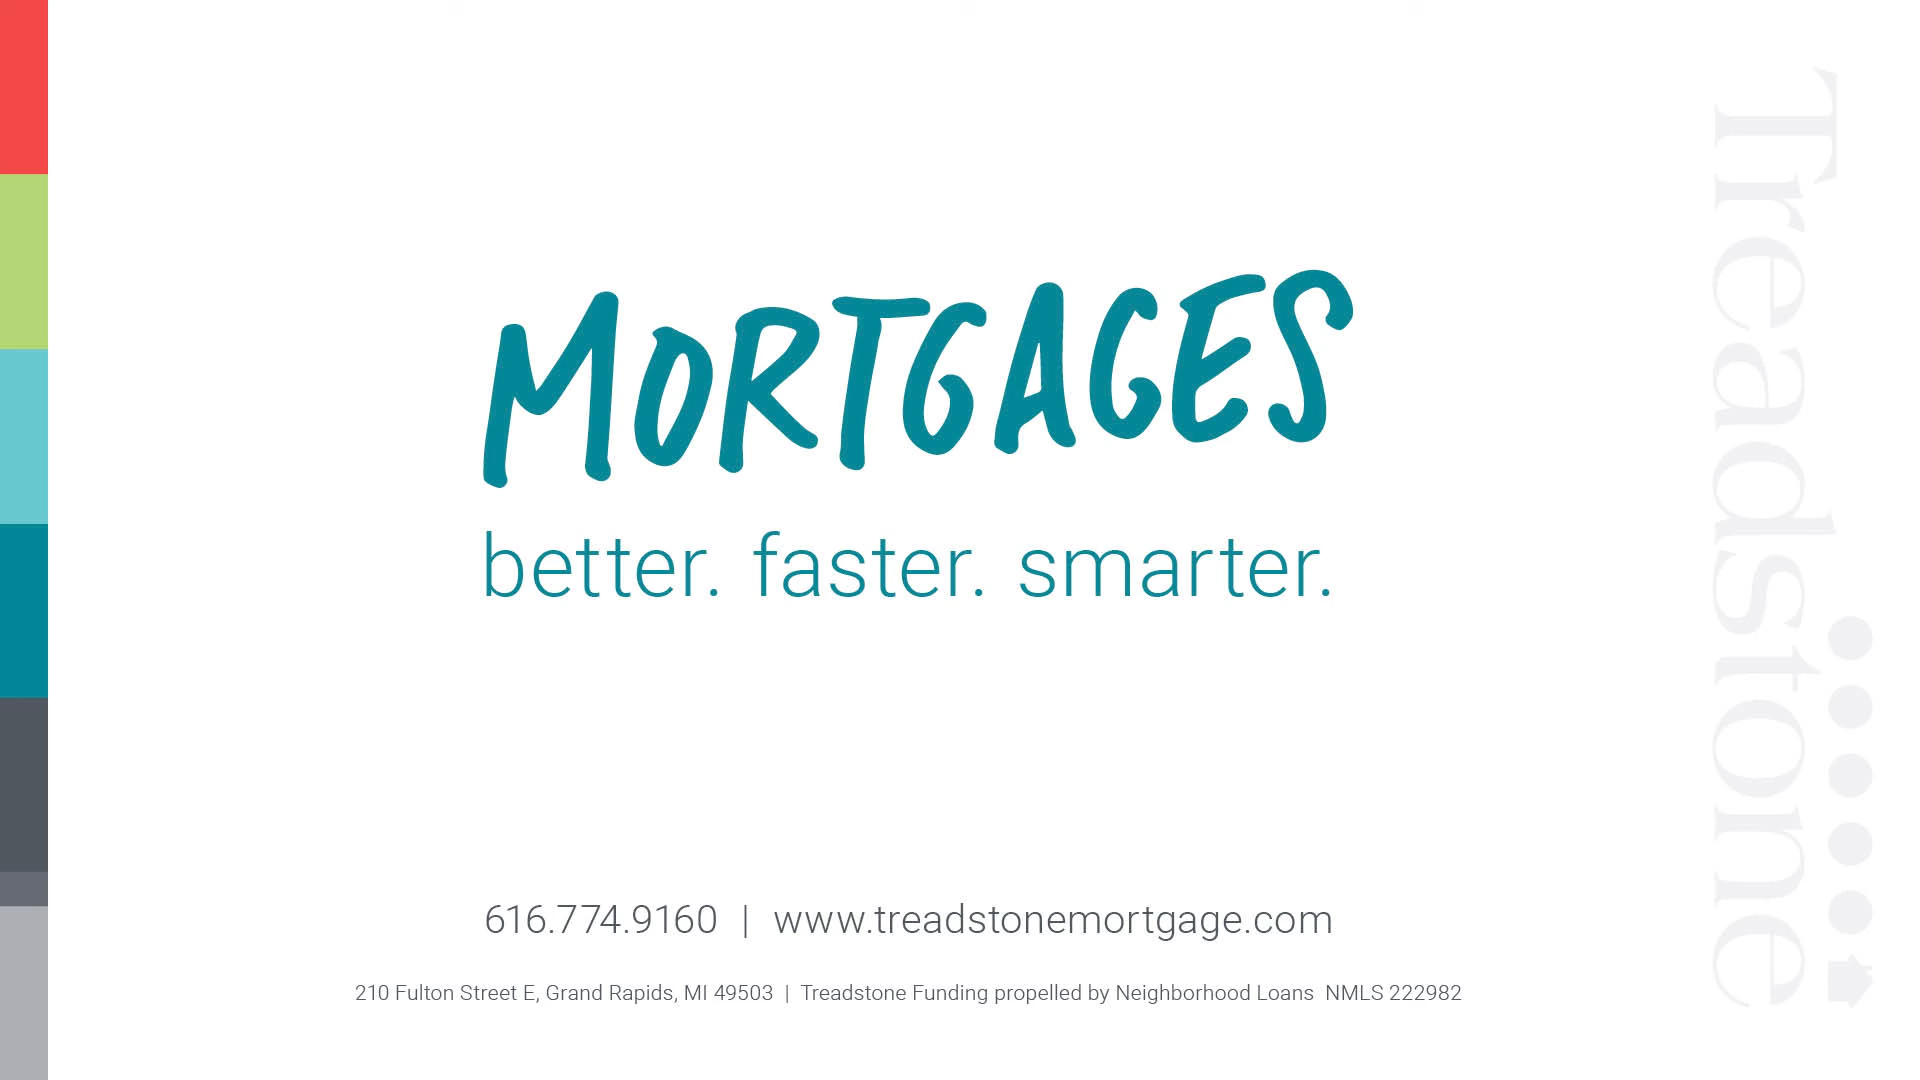 MORTGAGES
better. faster. smarter.
616.774.9160 | www.treadstonemortgage.com
210 Fulton Street E, Grand Rapids, MI 49503 | Treadstone Funding propelled by Neighborhood Loans NMLS 222982
Treadstone